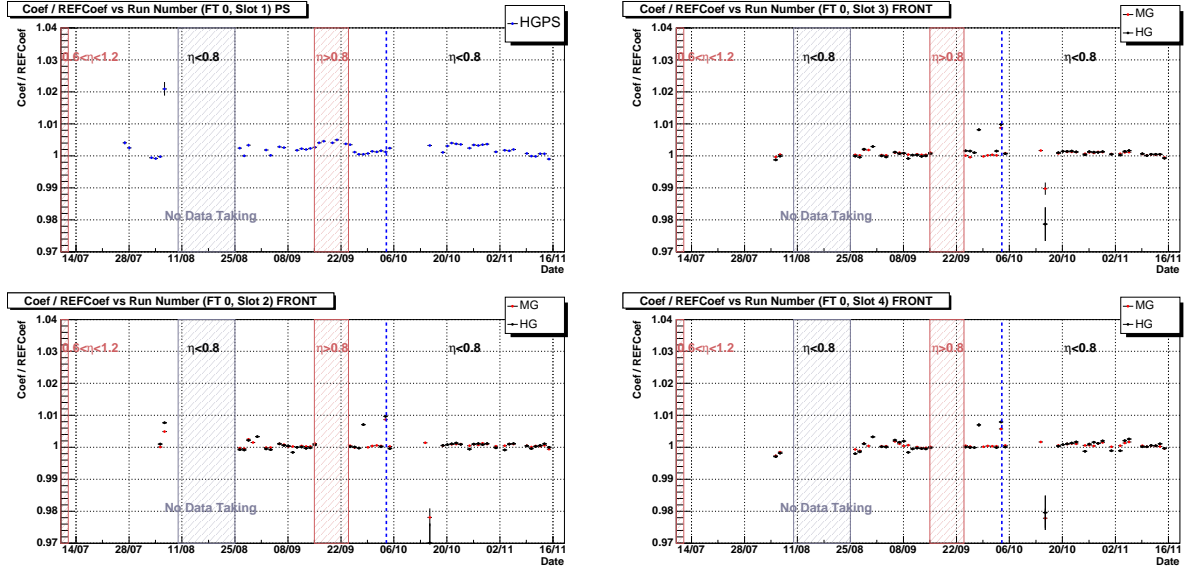 Coef / REFCoef vs Run Number (FT 0, Slot 1) PS
HGPS
Coef / REFCoef
1.04
1.03
1.02
1.01
1
0.99
0.98
0.97
0.6<η<1.2
η<0.8
η>0.8
η<0.8
No Data Taking
14/07 28/07 11/08 25/08 08/09 22/09 06/10 20/10 02/11 16/11
Date
Coef / REFCoef vs Run Number (FT 0, Slot 3) FRONT
MG
HG
Coef / REFCoef
1.04
1.03
1.02
1.01
1
0.99
0.98
0.97
0.6<η<1.2
η<0.8
η>0.8
η<0.8
No Data Taking
14/07 28/07 11/08 25/08 08/09 22/09 06/10 20/10 02/11 16/11
Date
Coef / REFCoef vs Run Number (FT 0, Slot 2) FRONT
MG
HG
Coef / REFCoef
1.04
1.03
1.02
1.01
1
0.99
0.98
0.97
0.6<η<1.2
η<0.8
η>0.8
η<0.8
No Data Taking
14/07 28/07 11/08 25/08 08/09 22/09 06/10 20/10 02/11 16/11
Date
Coef / REFCoef vs Run Number (FT 0, Slot 4) FRONT
MG
HG
Coef / REFCoef
1.04
1.03
1.02
1.01
1
0.99
0.98
0.97
0.6<η<1.2
η<0.8
η>0.8
η<0.8
No Data Taking
14/07 28/07 11/08 25/08 08/09 22/09 06/10 20/10 02/11 16/11
Date